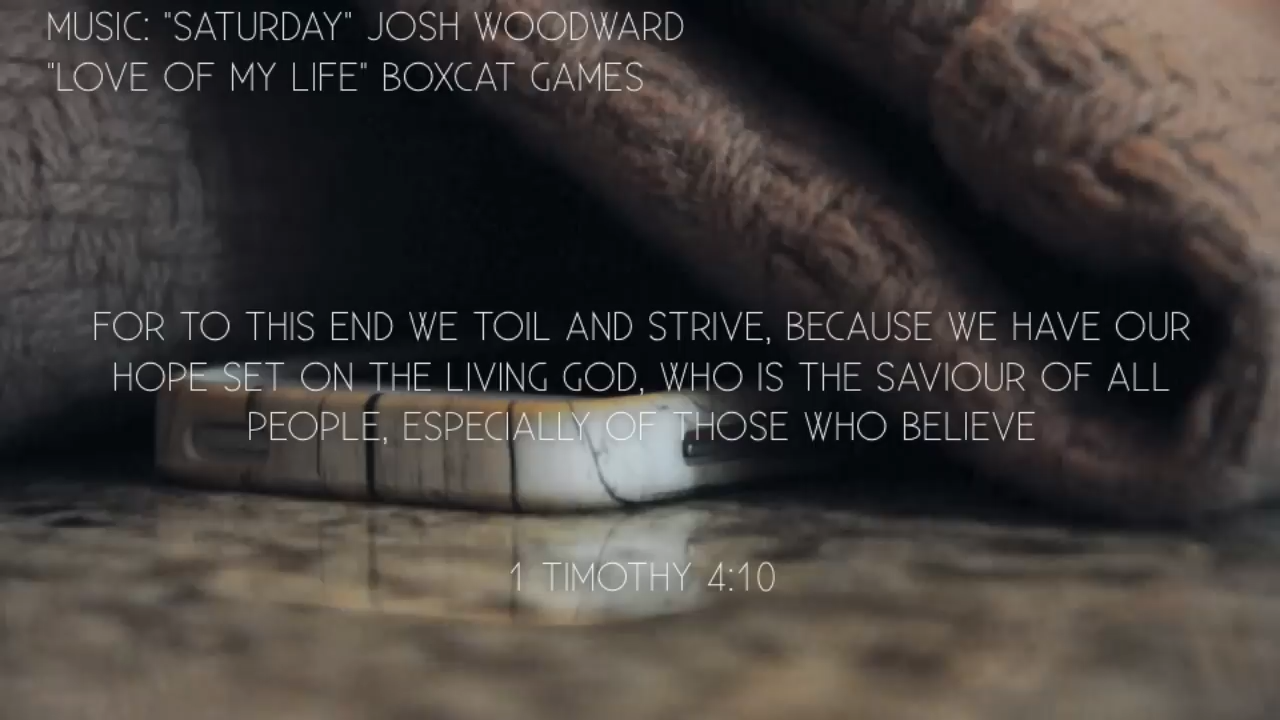 MUSIC: "SATURDAY" JOSH WOODWARD
"LOVE OF MY LIFE" BOXCAT GAMES
FOR TO THIS END WE TOIL AND STRIVE, BECAUSE WE HAVE OUR
HOPE SET ON THE LIVING GOD, WHO IS THE SAVIOUR OF ALL
PEOPLE, ESPECIALLY OF THOSE WHO BELIEVE
1 TIMOTHY 4:10